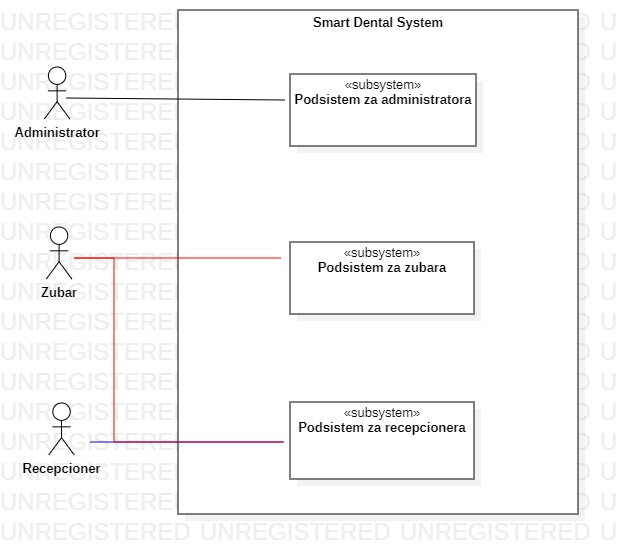 Smart Dental System
«subsystem»
Podsistem za administratora
Administrator
«subsystem»
Podsistem za zubara
Zubar
«subsystem»
Podsistem za recepcionera
Recepcioner
UNREGISTERED UNREGISTERED UNREGISTERED U